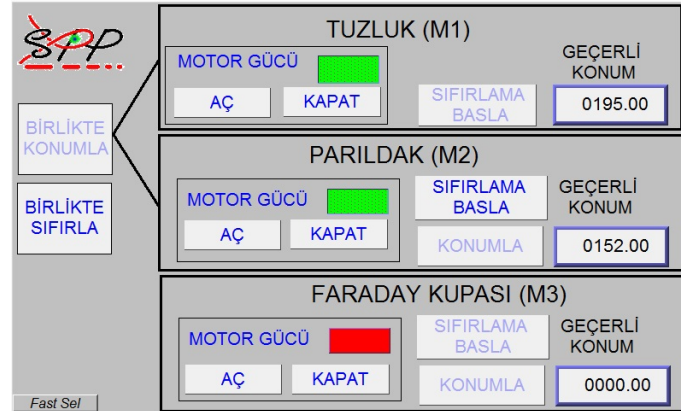 SPP
TUZLUK (M1)
MOTOR GÜCÜ
AÇ
KAPAT
SIFIRLAMA
BASLA
GEÇERLİ
KONUM
0195.00
BİRLİKTE
KONUMLA
BİRLİKTE
SIFIRLA
PARILDAK (M2)
MOTOR GÜCÜ
AÇ
KAPAT
SIFIRLAMA
BASLA
KONUMLA
GEÇERLİ
KONUM
0152.00
FARADAY KUPASI (M3)
MOTOR GÜCÜ
AÇ
KAPAT
SIFIRLAMA
BASLA
KONUMLA
GEÇERLİ
KONUM
0000.00
Fast Sel